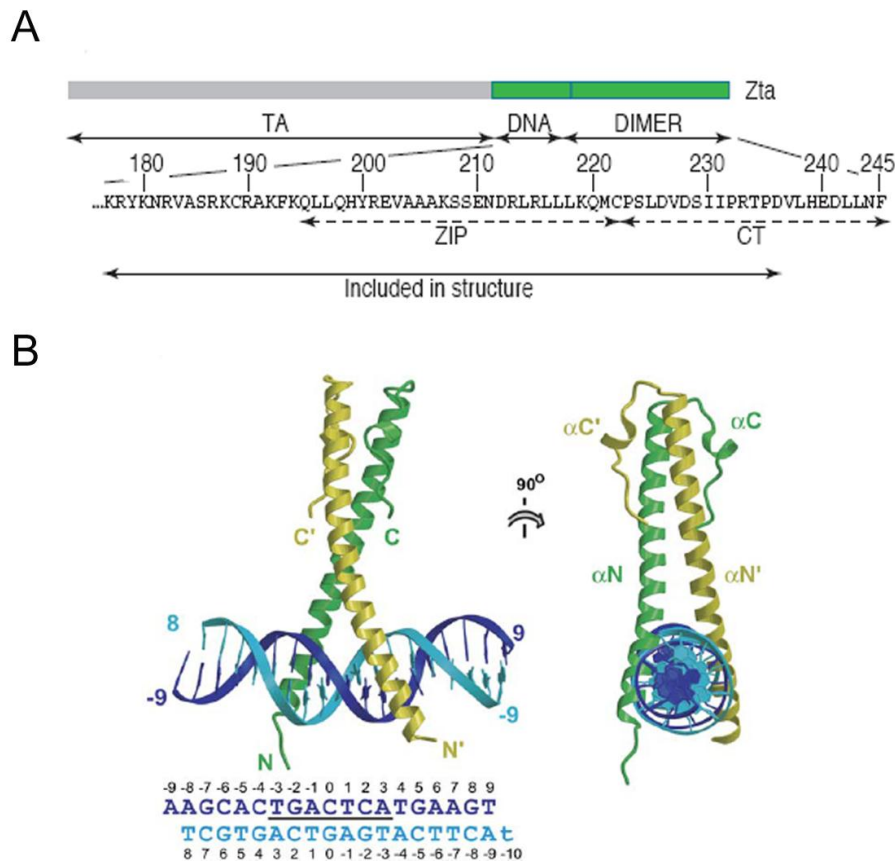 A
Zta
TA DNA DIMER
180 190 200 210 220 230 240 245
...KRYKNRVASRKCRAKFKQLLQHYREVAAAKSSENDRLRLLLKQMCPSLDVDSIIPRTPDVLHEDLLNF
ZIP CT
Included in structure
B
αC' αC
90O
C' C
αN αN'
8 9
-9 -9
N N'
-9 -8 -7 -6 -5 -4 -3 -2 -1 0 1 2 3 4 5 6 7 8 9
AAGCACTGACTCATGAAGT
TCGTGACTGAGTACTTCAt
8 7 6 5 4 3 2 1 0 -1 -2 -3 -4 -5 -6 -7 -8 -9 -10